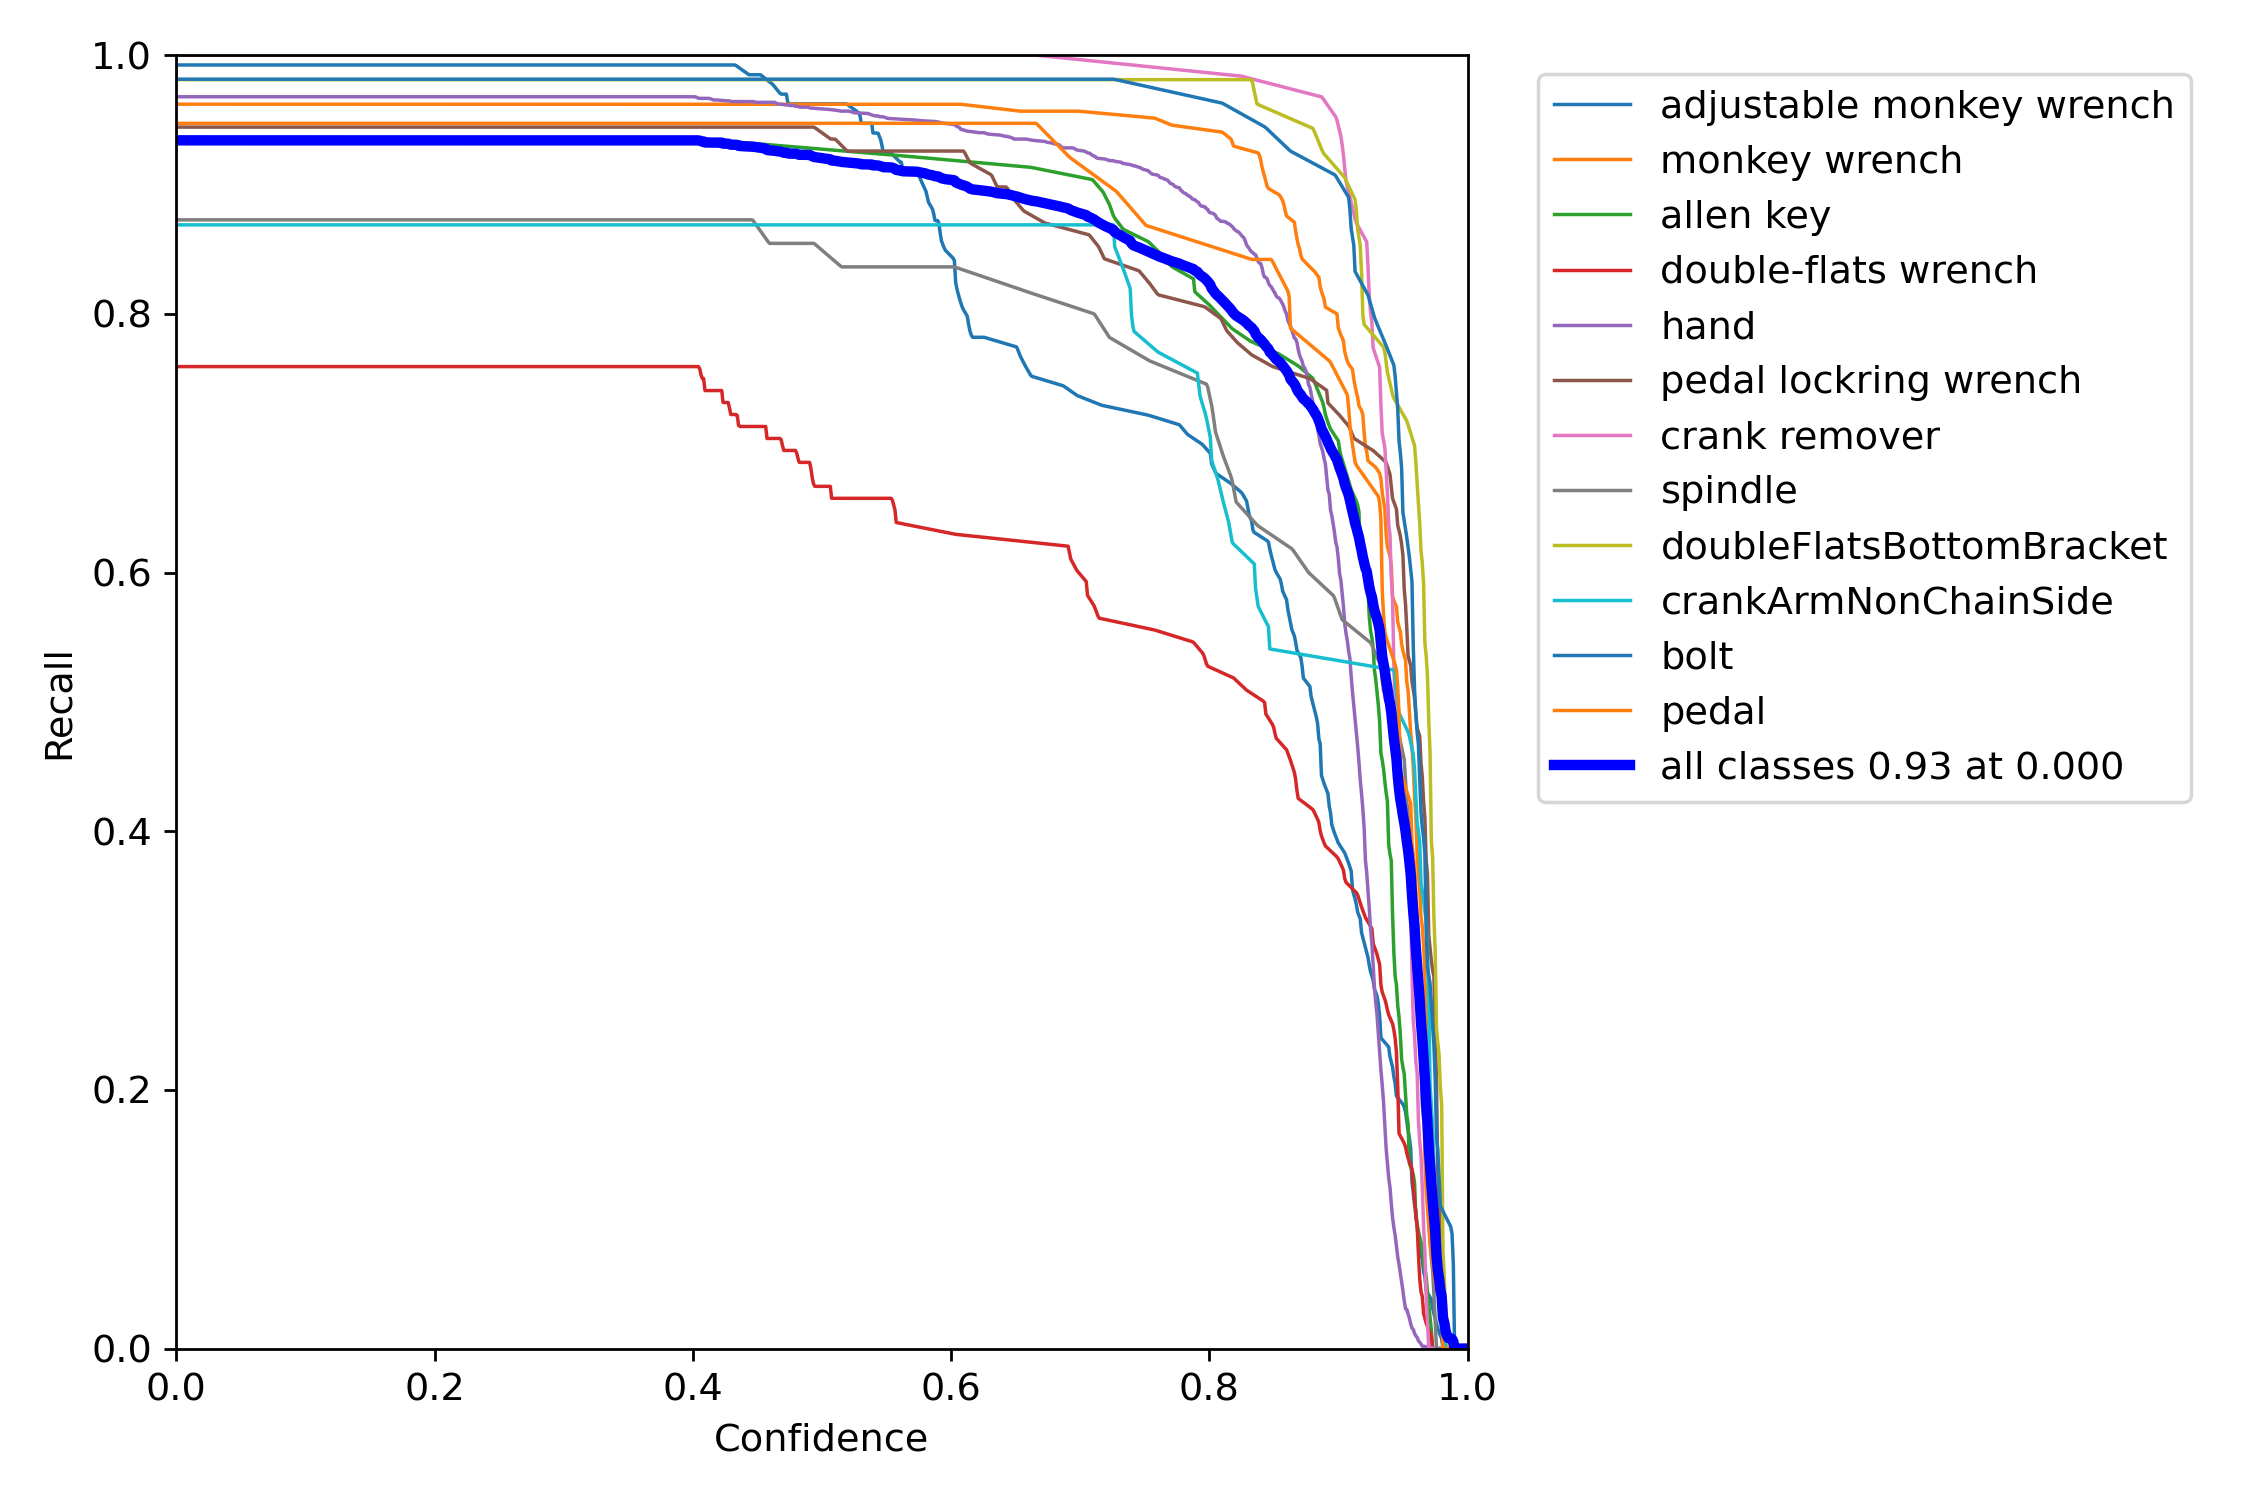 1.0
0.8
0.6
0.4
0.2
0.0
Recall
0.0 0.2 0.4 0.6 0.8 1.0
Confidence
adjustable monkey wrench
monkey wrench
allen key
double-flats wrench
hand
pedal lockring wrench
crank remover
spindle
doubleFlatsBottomBracket
crankArmNonChainSide
bolt
pedal
all classes 0.93 at 0.000